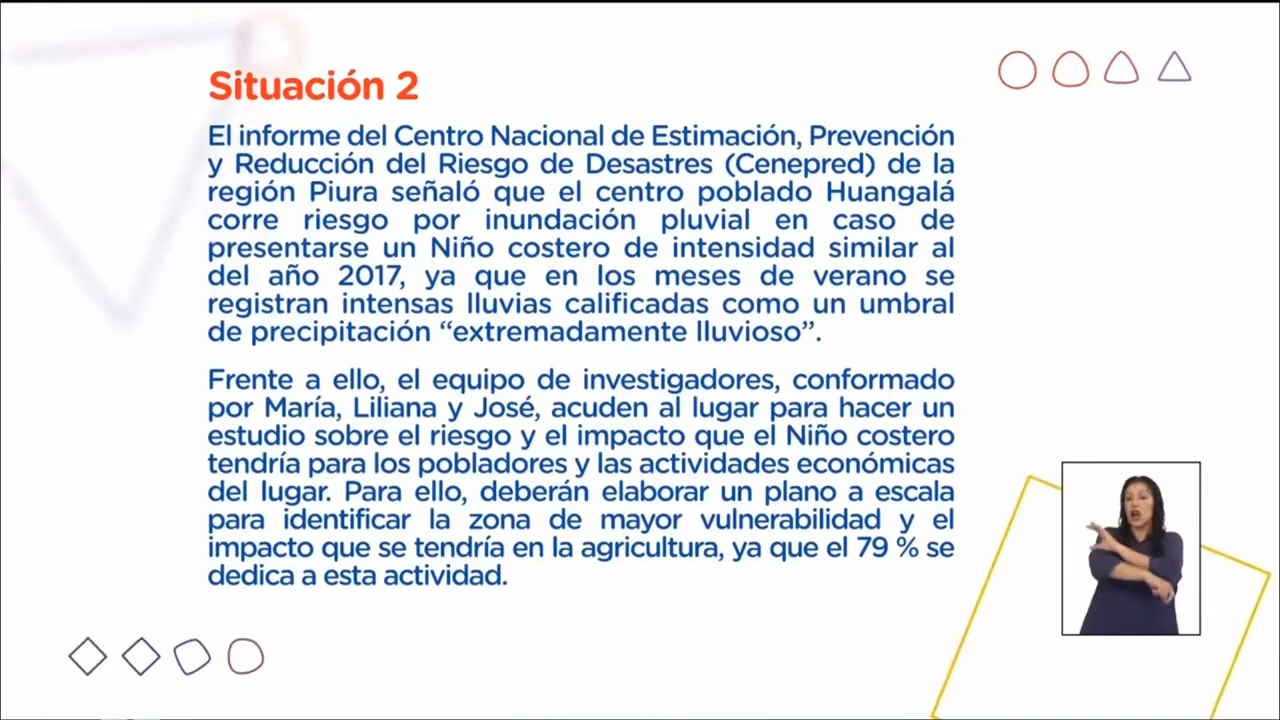 Situación 2
El informe del Centro Nacional de Estimación, Prevención
y Reducción del Riesgo de Desastres (Cenepred) de la
región Piura señaló que el centro poblado Huangalá
corre riesgo por inundación pluvial en caso de
presentarse un Niño costero de intensidad similar al
del año 2017, ya que en los meses de verano se
registran intensas lluvias calificadas como un umbral
de precipitación “extremadamente lluvioso”.
Frente a ello, el equipo de investigadores, conformado
por María, Liliana y José, acuden al lugar para hacer un
estudio sobre el riesgo y el impacto que el Niño costero
tendría para los pobladores y las actividades económicas
del lugar. Para ello, deberán elaborar un plano a escala
para identificar la zona de mayor vulnerabilidad y el
impacto que se tendría en la agricultura, ya que el 79 % se
dedica a esta actividad.